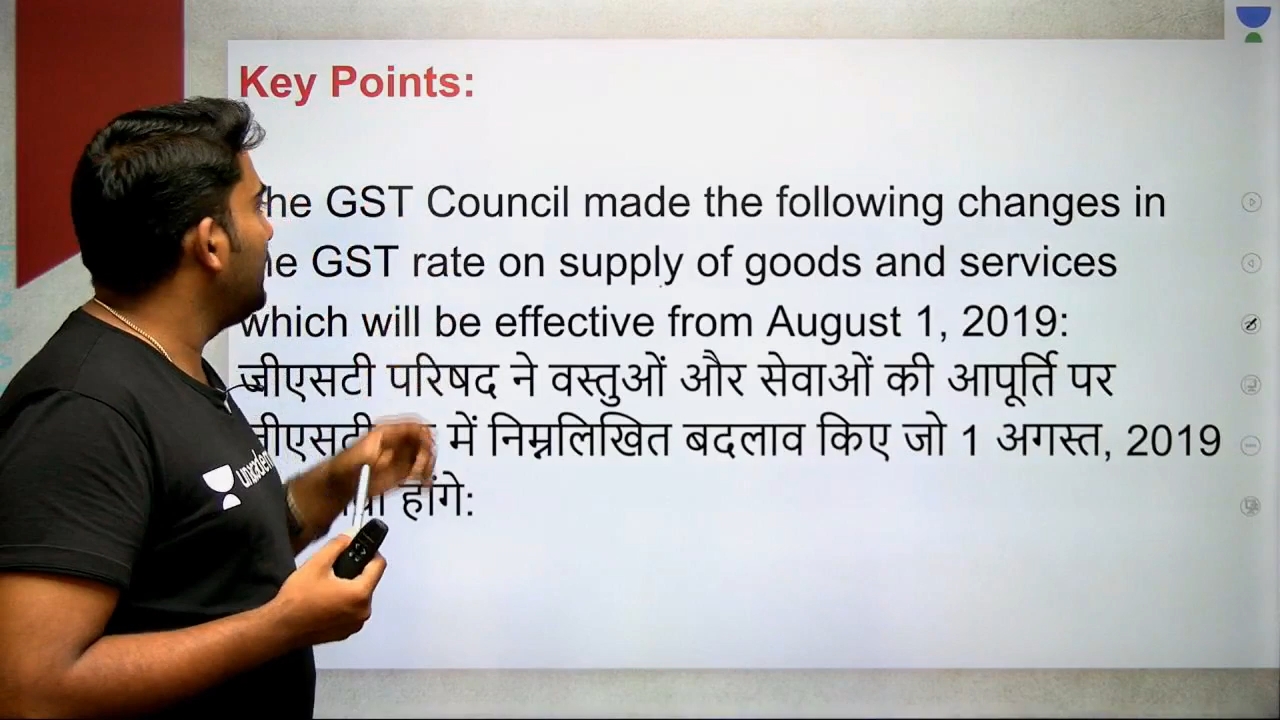 Key Points:
he GST Council made the following changes in
he GST rate on supply of goods and services
which will be effective from August 1, 2019:
जीएसटी परिषद ने वस्तुओं और सेवाओं की आपूर्ति पर
जीएसटी में निम्नलिखित बदलाव किए जो 1 अगस्त, 2019
होंगे: